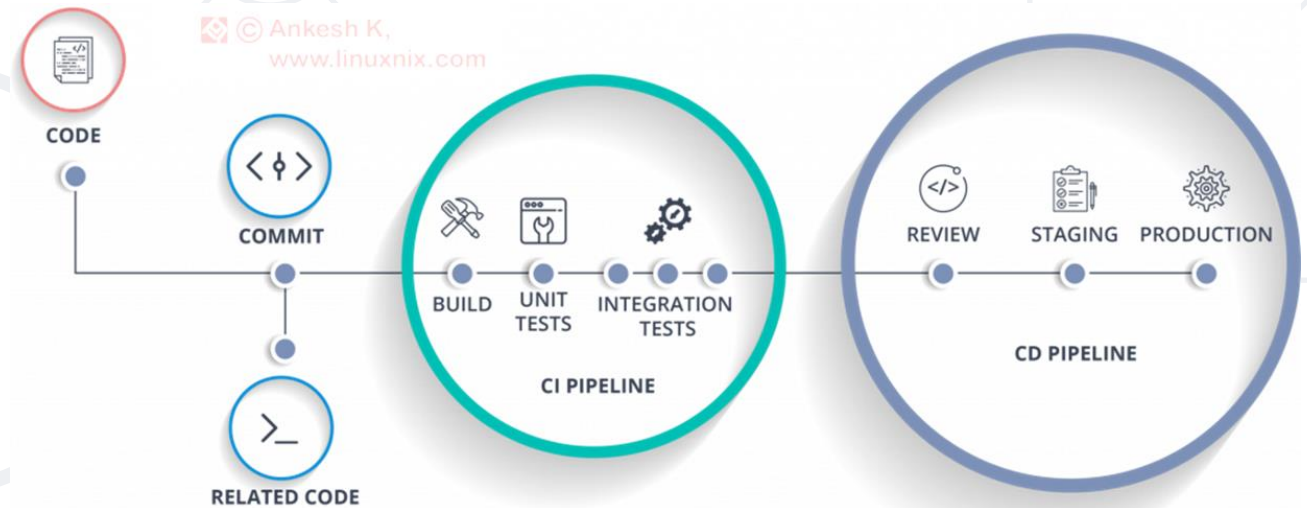 © Ankesh K,
www.linuxnix.com
CODE
COMMIT
RELATED CODE
BUILD
UNIT
TESTS
INTEGRATION
TESTS
CI PIPELINE
REVIEW
STAGING
PRODUCTION
CD PIPELINE